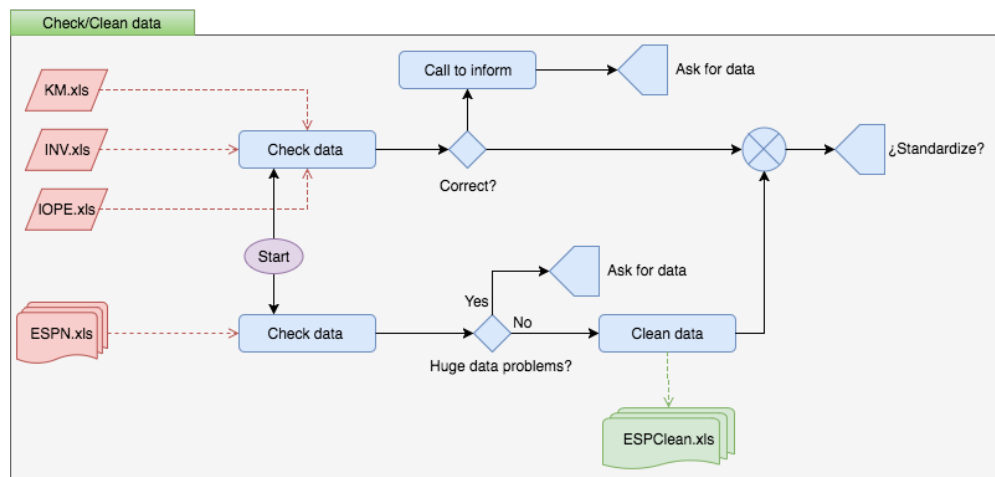 Check/Clean data
KM.xls
Call to inform
Ask for data
INV.xls
Check data
¿Standardize?
Correct?
IOPE.xls
Start
Ask for data
Yes
ESPN.xls
Check data
No
Clean data
Huge data problems?
ESPClean.xls